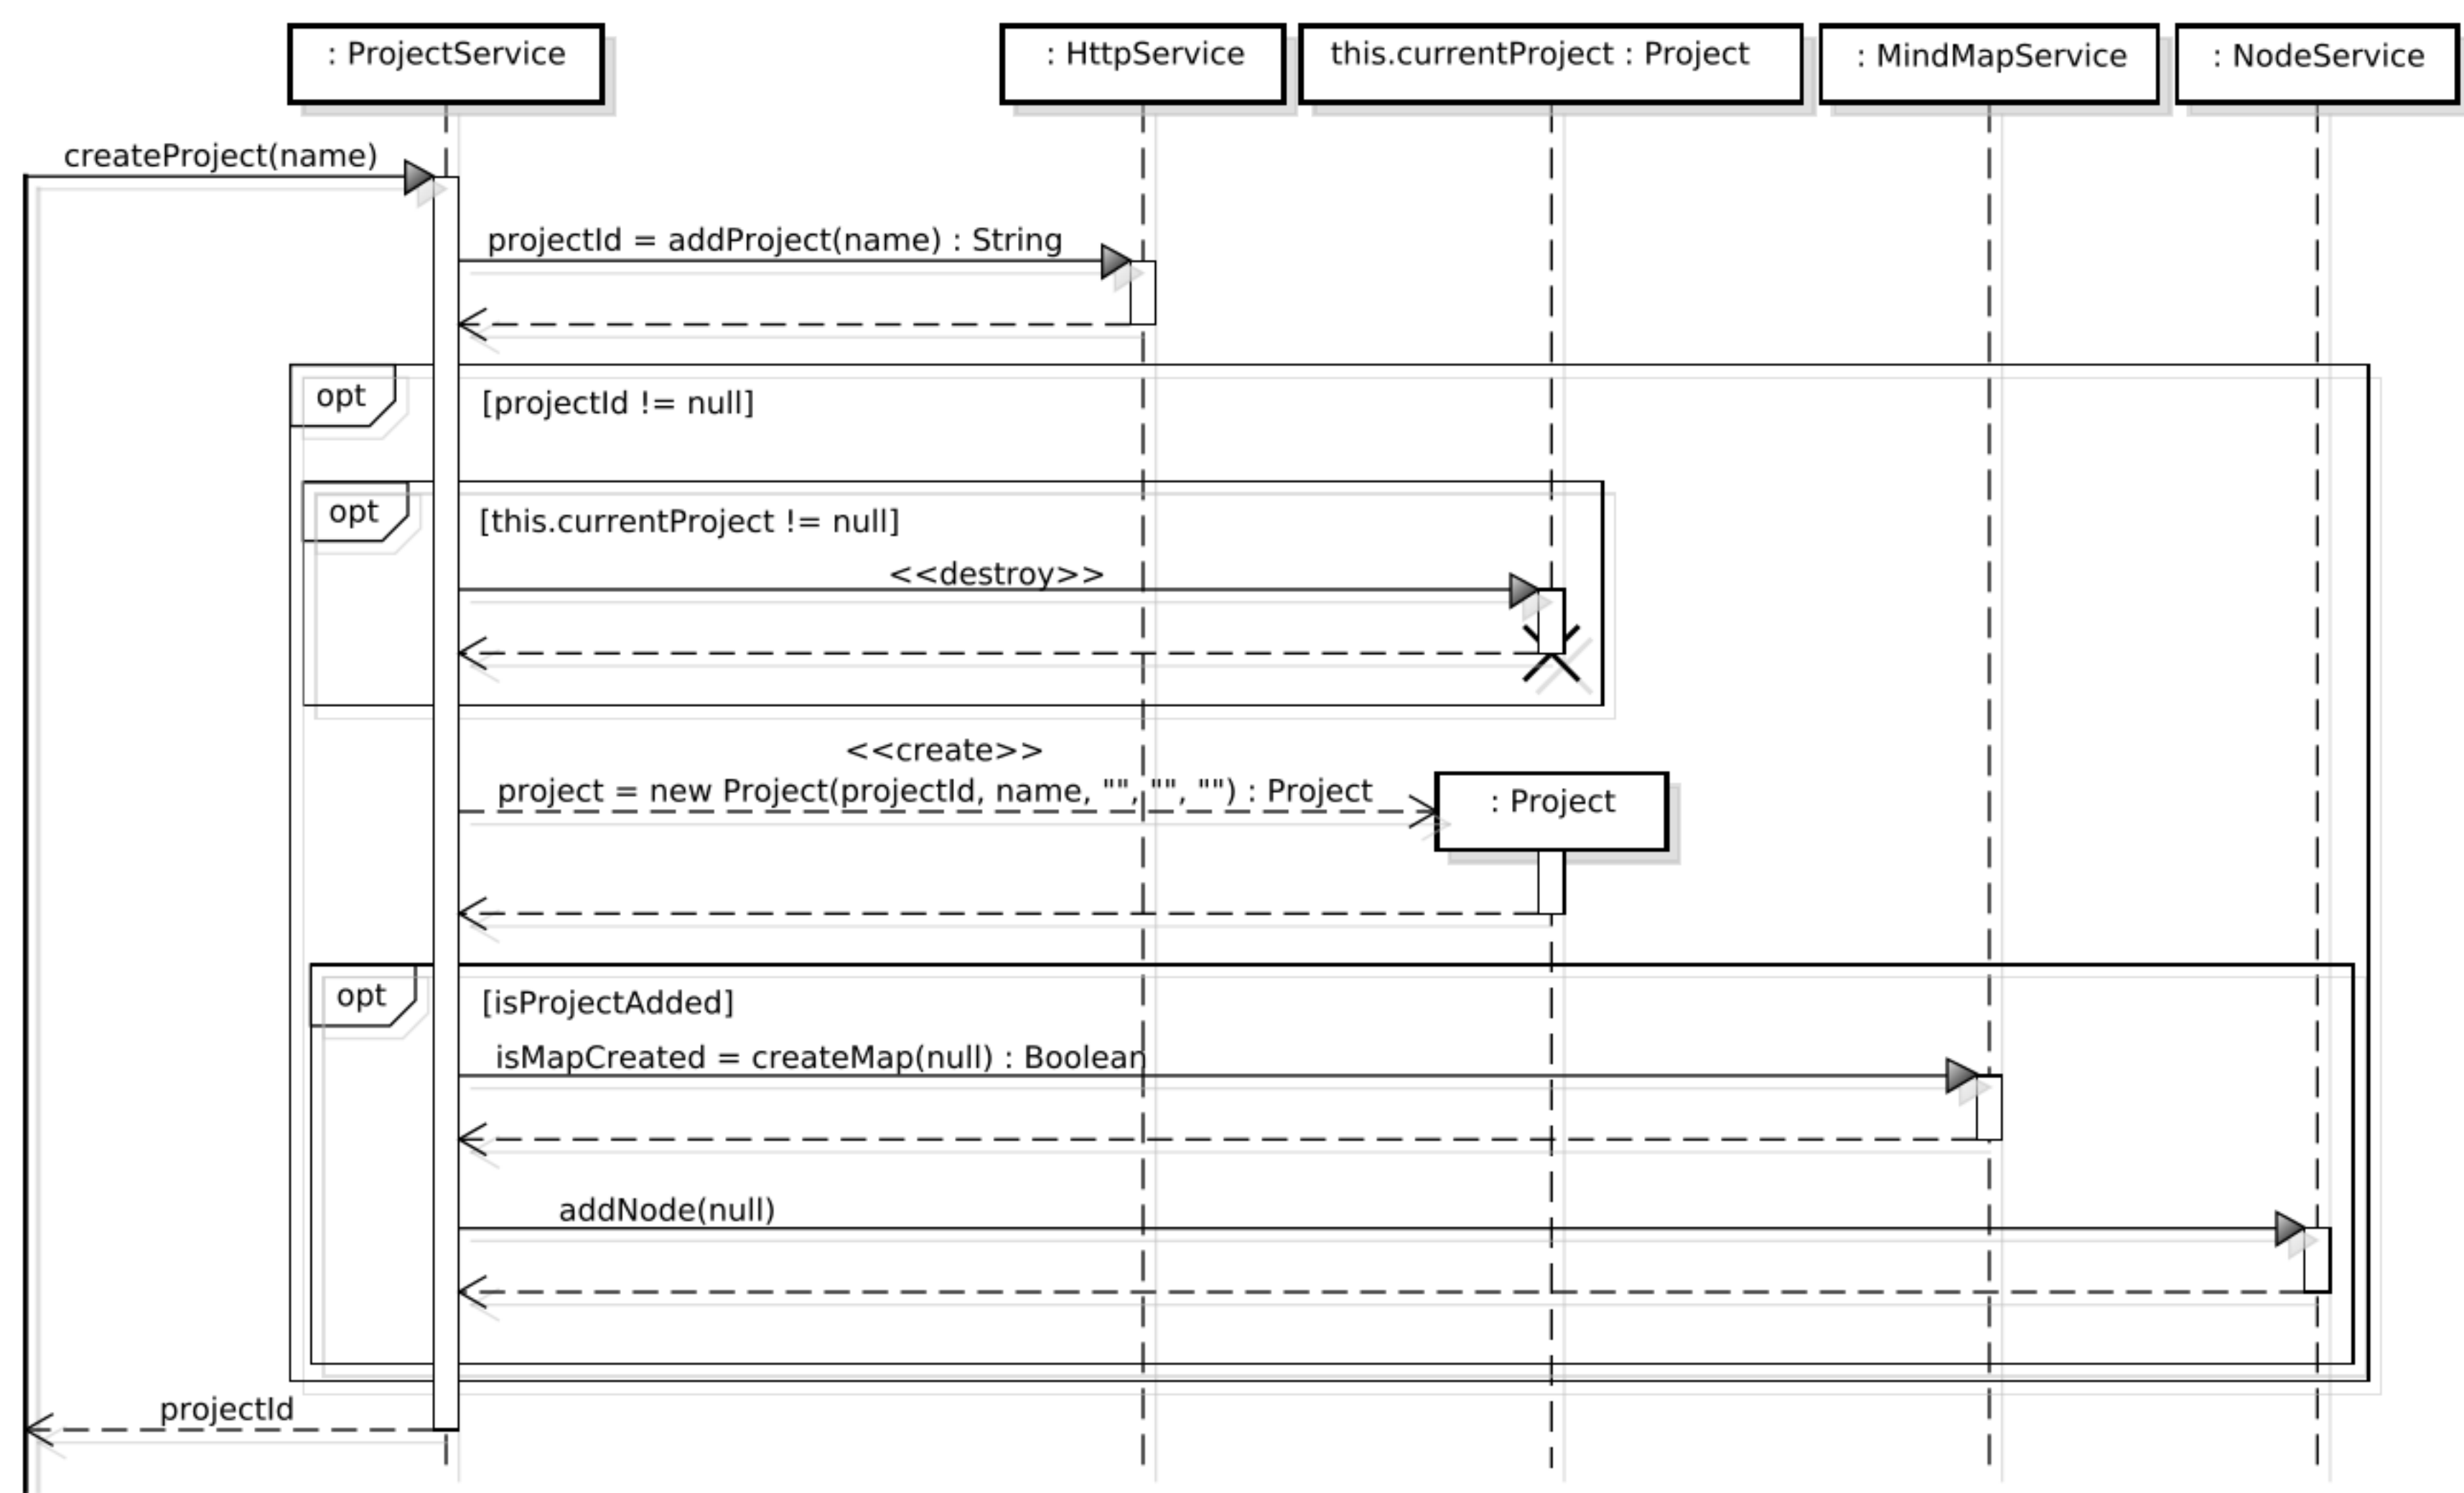 : ProjectService
: HttpService
this.currentProject : Project
: MindMapService
: NodeService
createProject(name)
projectId = addProject(name) : String
opt
[projectId != null]
opt
[this.currentProject != null]
<<destroy>>
<<create>>
project = new Project(projectId, name, "", "", "") : Project
: Project
opt
[isProjectAdded]
isMapCreated = createMap(null) : Boolean
addNode(null)
projectId